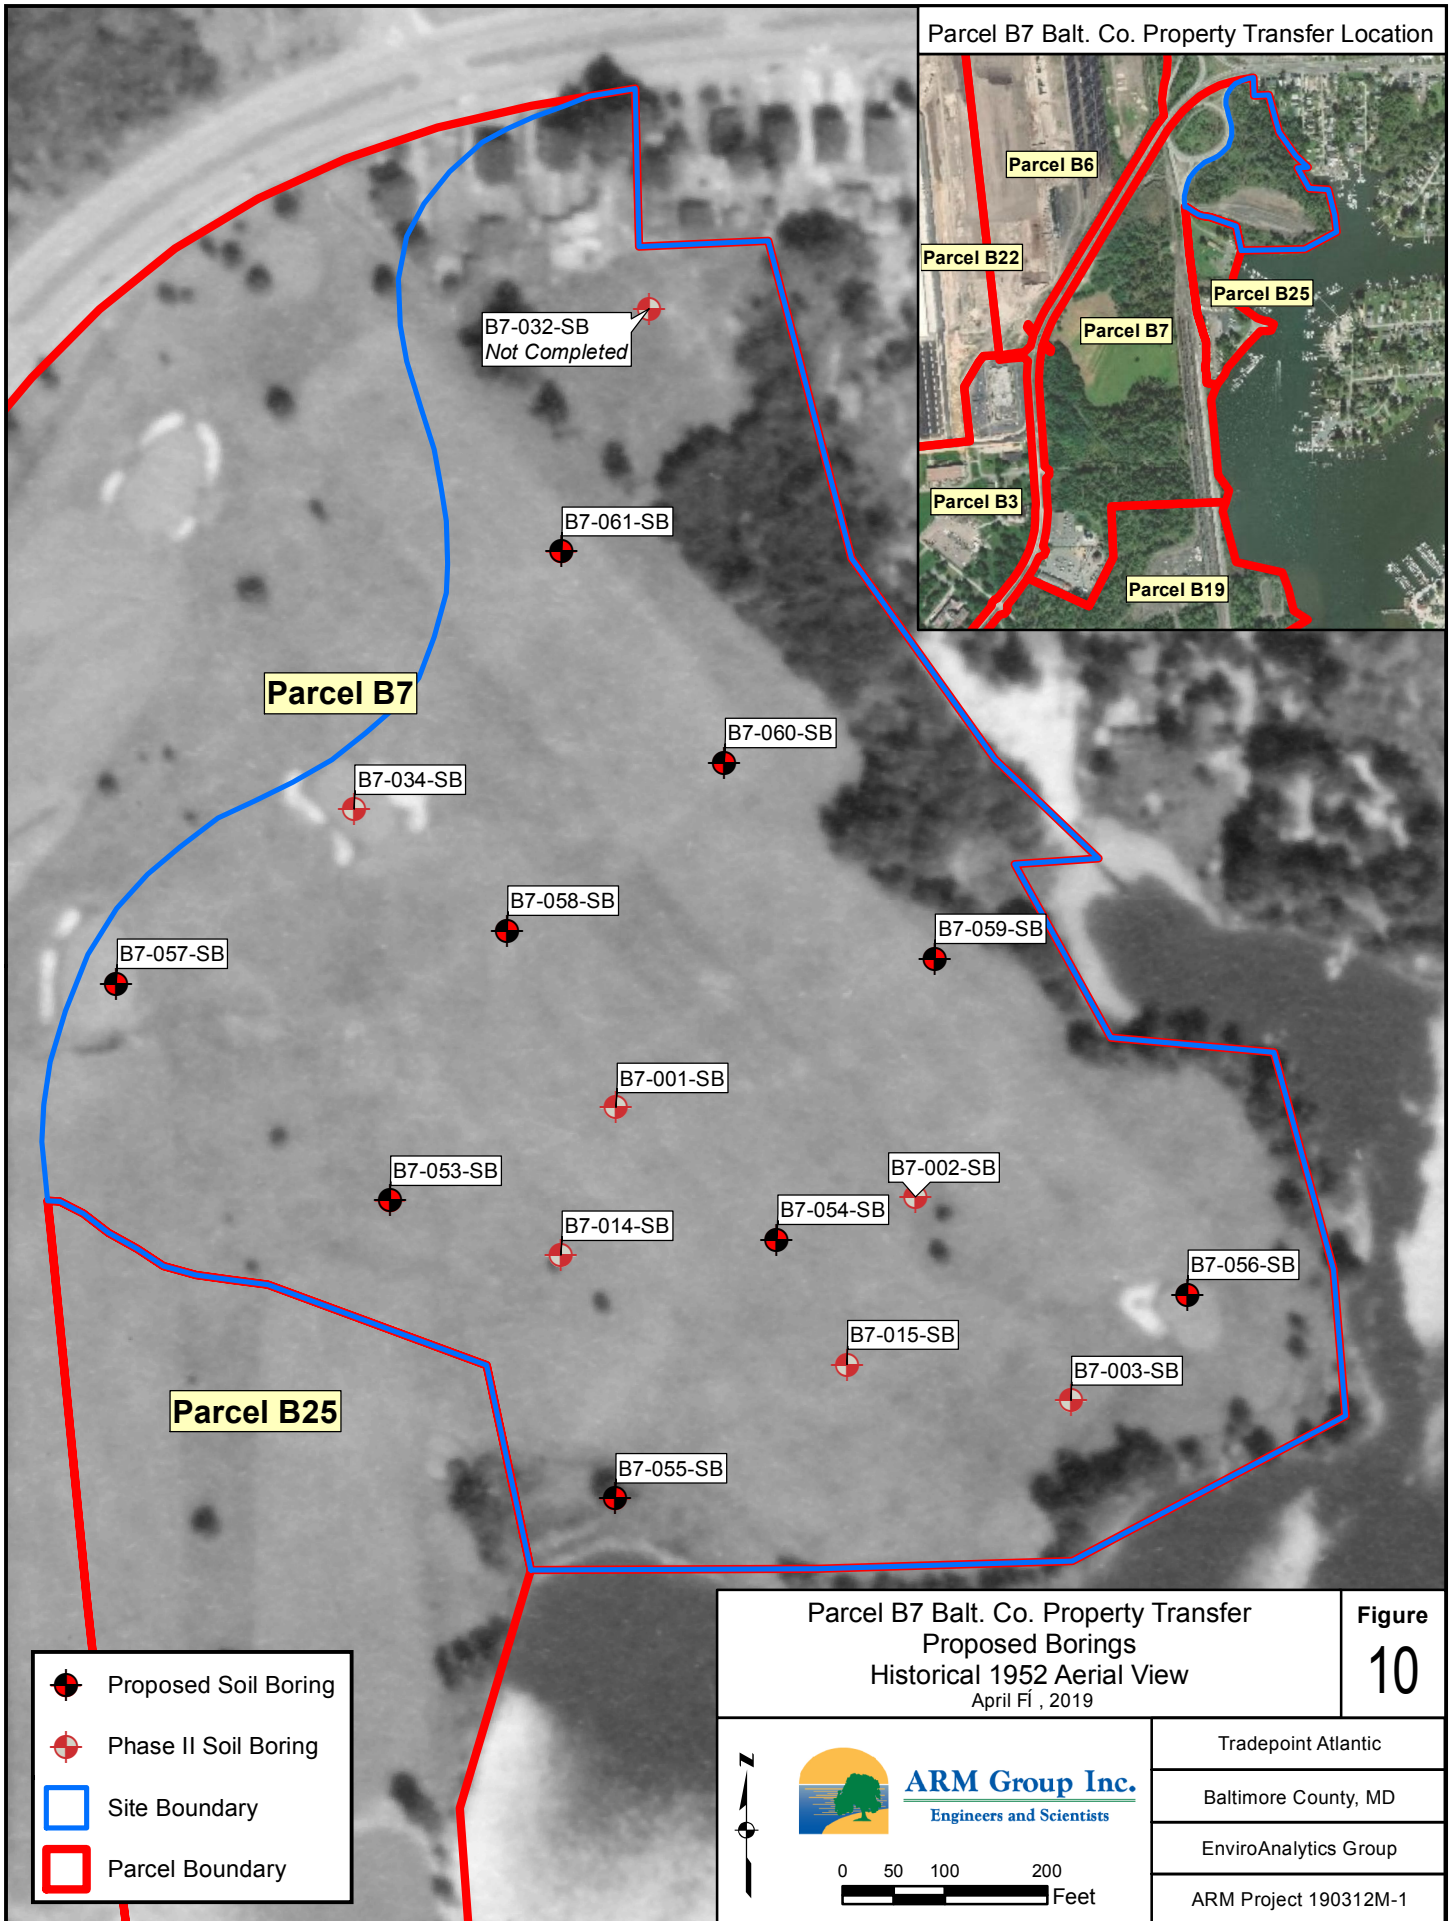 Parcel B7 Balt. Co. Property Transfer Location
Parcel B6
Parcel B22
Parcel B25
Parcel B7
Parcel B3
Parcel B19
B7-032-SB
Not Completed
B7-061-SB
Parcel B7
B7-060-SB
B7-034-SB
B7-058-SB
B7-059-SB
B7-057-SB
B7-001-SB
B7-053-SB
B7-002-SB
B7-054-SB
B7-014-SB
B7-056-SB
B7-015-SB
B7-003-SB
Parcel B25
B7-055-SB
Proposed Soil Boring
Phase II Soil Boring
Site Boundary
Parcel Boundary
Parcel B7 Balt. Co. Property Transfer
Proposed Borings
Historical 1952 Aerial View
April FÍ , 2019
Figure
10
Z
ARM Group Inc.
Engineers and Scientists
0 50 100 200
Feet
Tradepoint Atlantic
Baltimore County, MD
EnviroAnalytics Group
ARM Project 190312M-1